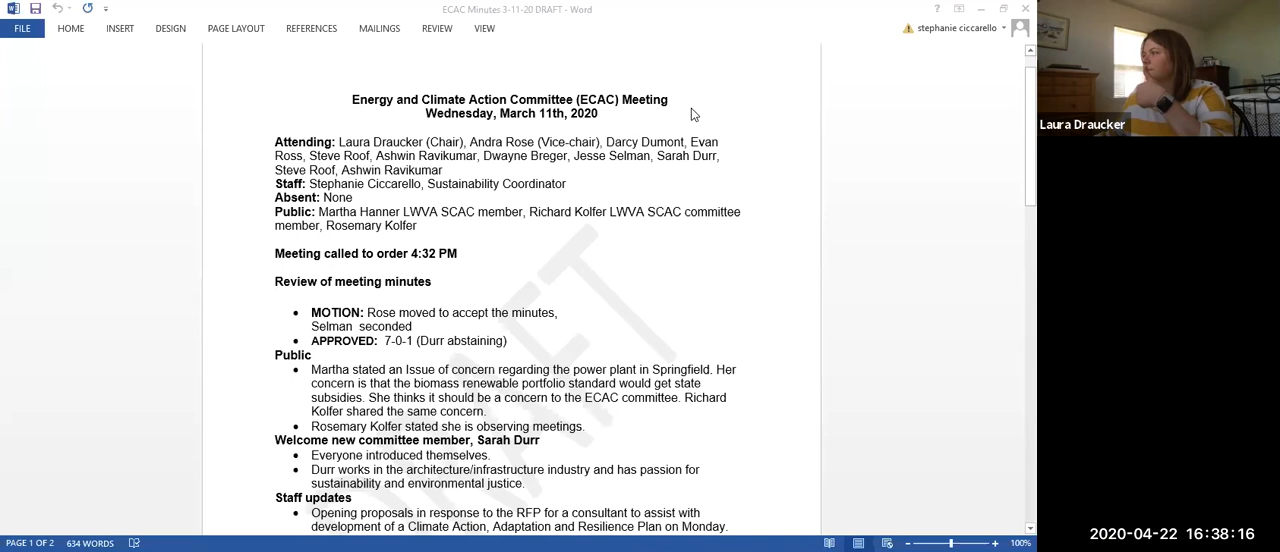 ECAC Minutes 3-11-20 DRAFT - Word
FILE HOME INSERT DESIGN PAGE LAYOUT REFERENCES MAILINGS REVIEW VIEW
stephanie ciccarello
Energy and Climate Action Committee (ECAC) Meeting
Wednesday, March 11th, 2020
Attending: Laura Draucker (Chair), Andra Rose (Vice-chair), Darcy Dumont, Evan
Ross, Steve Roof, Ashwin Ravikumar, Dwayne Breger, Jesse Selman, Sarah Durr,
Steve Roof, Ashwin Ravikumar
Staff: Stephanie Ciccarello, Sustainability Coordinator
Absent: None
Public: Martha Hanner LWVA SCAC member, Richard Kolfer LWVA SCAC committee
member, Rosemary Kolfer
Meeting called to order 4:32 PM
Review of meeting minutes
• MOTION: Rose moved to accept the minutes,
Selman seconded
• APPROVED: 7-0-1 (Durr abstaining)
Public
• Martha stated an Issue of concern regarding the power plant in Springfield. Her
concern is that the biomass renewable portfolio standard would get state
subsidies. She thinks it should be a concern to the ECAC committee. Richard
Kolfer shared the same concern.
• Rosemary Kolfer stated she is observing meetings.
Welcome new committee member, Sarah Durr
• Everyone introduced themselves.
• Durr works in the architecture/infrastructure industry and has passion for
sustainability and environmental justice.
Staff updates
• Opening proposals in response to the RFP for a consultant to assist with
development of a Climate Action, Adaptation and Resilience Plan on Monday.
DRAFT
PAGE 1 OF 2 634 WORDS
100%
Laura Draucker
2020-04-22 16:38:16